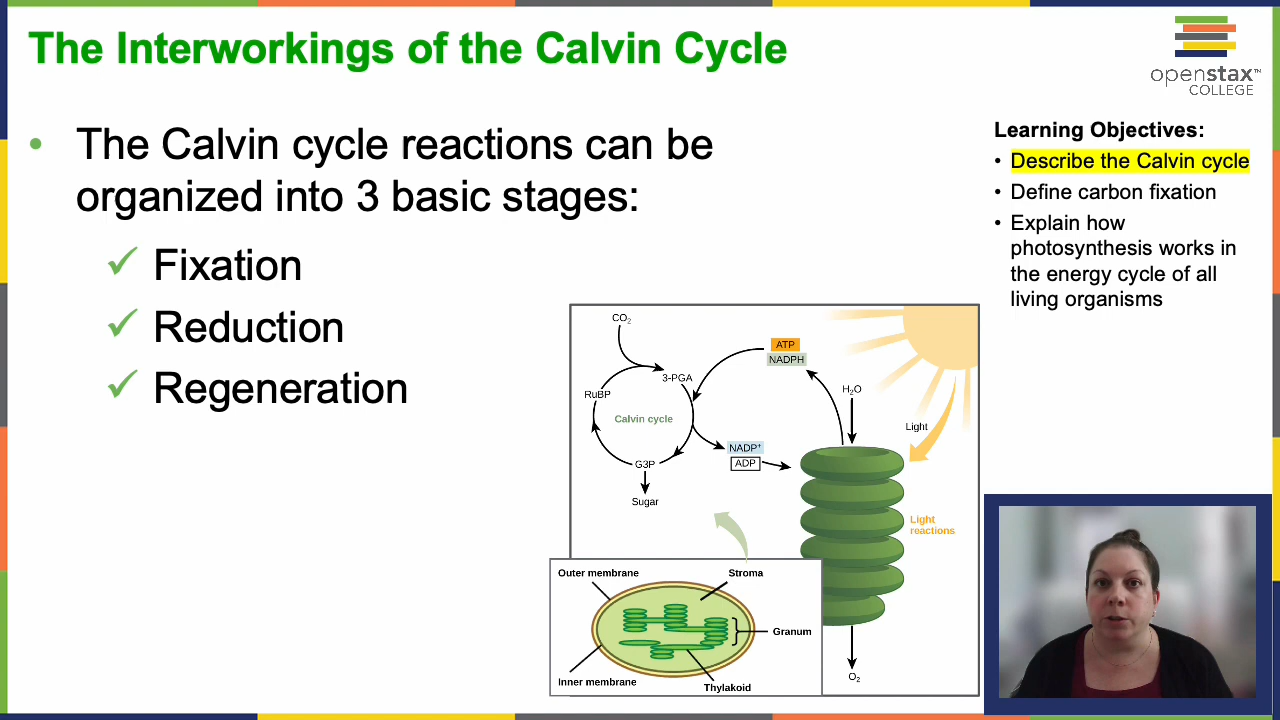 The Interworkings of the Calvin Cycle
openstax™
COLLEGE
• The Calvin cycle reactions can be
organized into 3 basic stages:
✓ Fixation
✓ Reduction
✓ Regeneration
Learning Objectives:
• Describe the Calvin cycle
• Define carbon fixation
• Explain how
photosynthesis works in
the energy cycle of all
living organisms
CO₂
3-PGA
RuBP
Calvin cycle
G3P
Sugar
ATP
NADPH
NADP⁺
ADP
H₂O
Light
Light
reactions
O₂
Outer membrane
Stroma
Granum
Inner membrane
Thylakoid